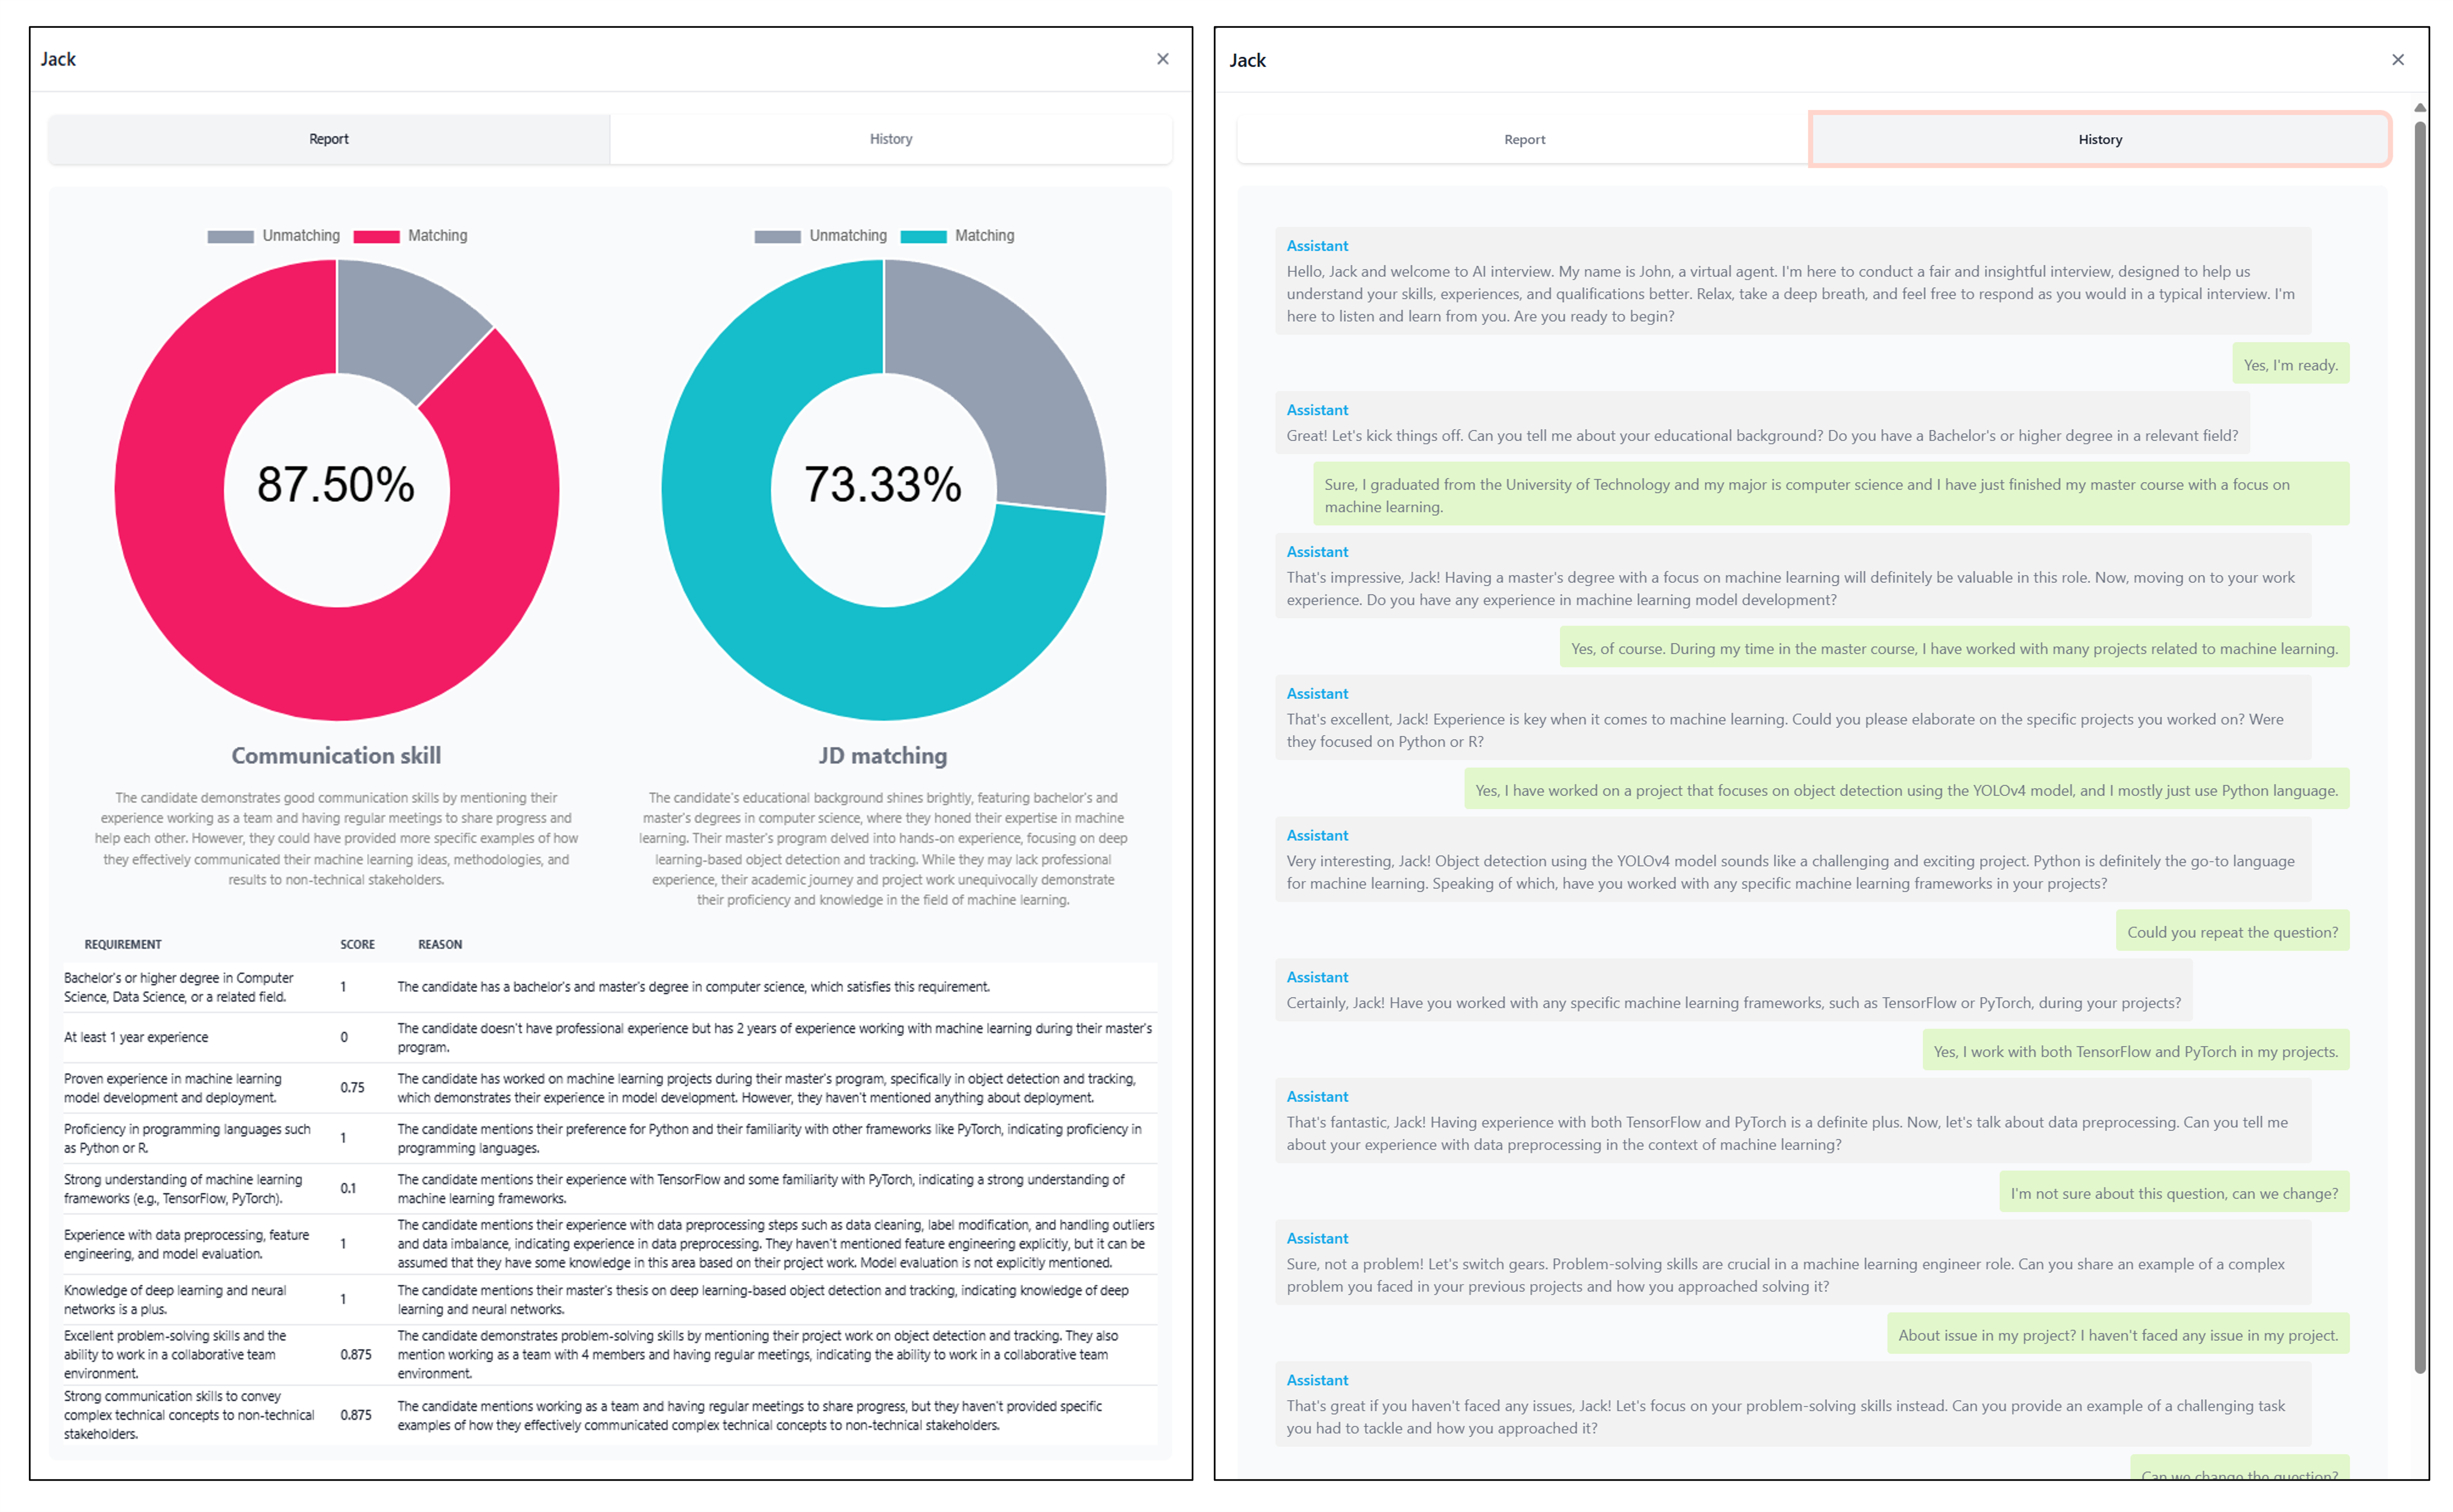 Jack
Report
History
Unmatching
Matching
87.50%
Communication skill
The candidate demonstrates good communication skills by mentioning their
experience working as a team and having regular meetings to share progress and
help each other. However, they could have provided more specific examples of how
they effectively communicated their machine learning ideas, methodologies, and
results to non-technical stakeholders.
Unmatching
Matching
73.33%
JD matching
The candidate's educational background shines brightly, featuring bachelor's and
master's degrees in computer science, where they honed their expertise in machine
learning. Their master's program delved into hands-on experience, focusing on deep
learning-based object detection and tracking. While they may lack professional
experience, their academic journey and project work unequivocally demonstrate
their proficiency and knowledge in the field of machine learning.
REQUIREMENT SCORE REASON
Bachelor's or higher degree in Computer
Science, Data Science, or a related field.
1
The candidate has a bachelor's and master's degree in computer science, which satisfies this requirement.
At least 1 year experience
0
The candidate doesn't have professional experience but has 2 years of experience working with machine learning during their master's
program.
Proven experience in machine learning
model development and deployment.
0.75
The candidate has worked on machine learning projects during their master's program, specifically in object detection and tracking,
which demonstrates their experience in model development. However, they haven't mentioned anything about deployment.
Proficiency in programming languages such
as Python or R.
1
The candidate mentions their preference for Python and their familiarity with other frameworks like PyTorch, indicating proficiency in
programming languages.
Strong understanding of machine learning
frameworks (e.g., TensorFlow, PyTorch).
0.1
The candidate mentions their experience with TensorFlow and some familiarity with PyTorch, indicating a strong understanding of
machine learning frameworks.
Experience with data preprocessing, feature
engineering, and model evaluation.
1
The candidate mentions their experience with data preprocessing steps such as data cleaning, label modification, and handling outliers
and data imbalance, indicating experience in data preprocessing. They haven't mentioned feature engineering explicitly, but it can be
assumed that they have some knowledge in this area based on their project work. Model evaluation is not explicitly mentioned.
Knowledge of deep learning and neural
networks is a plus.
1
The candidate mentions their master's thesis on deep learning-based object detection and tracking, indicating knowledge of deep
learning and neural networks.
Excellent problem-solving skills and the
ability to work in a collaborative team
environment.
0.875
The candidate demonstrates problem-solving skills by mentioning their project work on object detection and tracking. They also
mention working as a team with 4 members and having regular meetings, indicating the ability to work in a collaborative team
environment.
Strong communication skills to convey
complex technical concepts to non-technical
stakeholders.
0.875
The candidate mentions working as a team and having regular meetings to share progress, but they haven't provided specific
examples of how they effectively communicated complex technical concepts to non-technical stakeholders.
Jack
Report
History
Assistant
Hello, Jack and welcome to AI interview. My name is John, a virtual agent. I'm here to conduct a fair and insightful interview, designed to help us
understand your skills, experiences, and qualifications better. Relax, take a deep breath, and feel free to respond as you would in a typical interview. I'm
here to listen and learn from you. Are you ready to begin?
Yes, I'm ready.
Assistant
Great! Let's kick things off. Can you tell me about your educational background? Do you have a Bachelor's or higher degree in a relevant field?
Sure, I graduated from the University of Technology and my major is computer science and I have just finished my master course with a focus on
machine learning.
Assistant
That's impressive, Jack! Having a master's degree with a focus on machine learning will definitely be valuable in this role. Now, moving on to your work
experience. Do you have any experience in machine learning model development?
Yes, of course. During my time in the master course, I have worked with many projects related to machine learning.
Assistant
That's excellent, Jack! Experience is key when it comes to machine learning. Could you please elaborate on the specific projects you worked on? Were
they focused on Python or R?
Yes, I have worked on a project that focuses on object detection using the YOLOv4 model, and I mostly just use Python language.
Assistant
Very interesting, Jack! Object detection using the YOLOv4 model sounds like a challenging and exciting project. Python is definitely the go-to language
for machine learning. Speaking of which, have you worked with any specific machine learning frameworks in your projects?
Could you repeat the question?
Assistant
Certainly, Jack! Have you worked with any specific machine learning frameworks, such as TensorFlow or PyTorch, during your projects?
Yes, I work with both TensorFlow and PyTorch in my projects.
Assistant
That's fantastic, Jack! Having experience with both TensorFlow and PyTorch is a definite plus. Now, let's talk about data preprocessing. Can you tell me
about your experience with data preprocessing in the context of machine learning?
I'm not sure about this question, can we change?
Assistant
Sure, not a problem! Let's switch gears. Problem-solving skills are crucial in a machine learning engineer role. Can you share an example of a complex
problem you faced in your previous projects and how you approached solving it?
About issue in my project? I haven't faced any issue in my project.
Assistant
That's great if you haven't faced any issues, Jack! Let's focus on your problem-solving skills instead. Can you provide an example of a challenging task
you had to tackle and how you approached it?
Can we change the question?